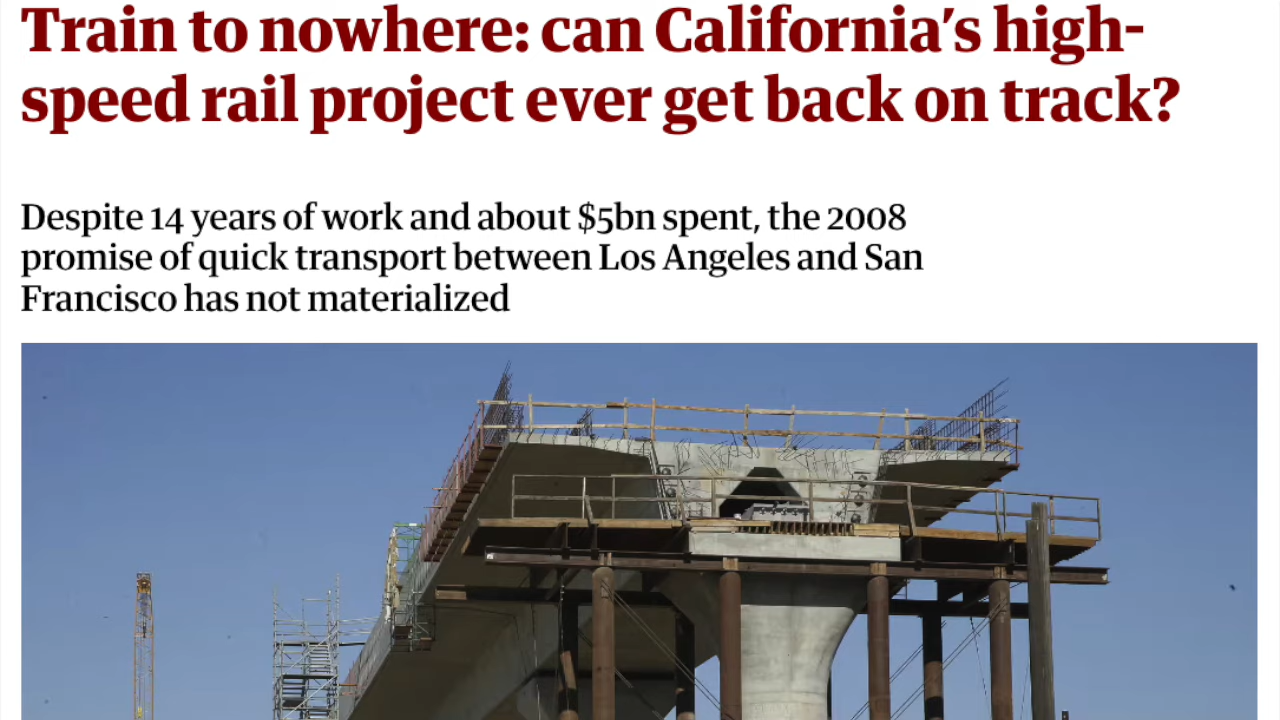 Train to nowhere: can California’s high-
speed rail project ever get back on track?
Despite 14 years of work and about $5bn spent, the 2008
promise of quick transport between Los Angeles and San
Francisco has not materialized